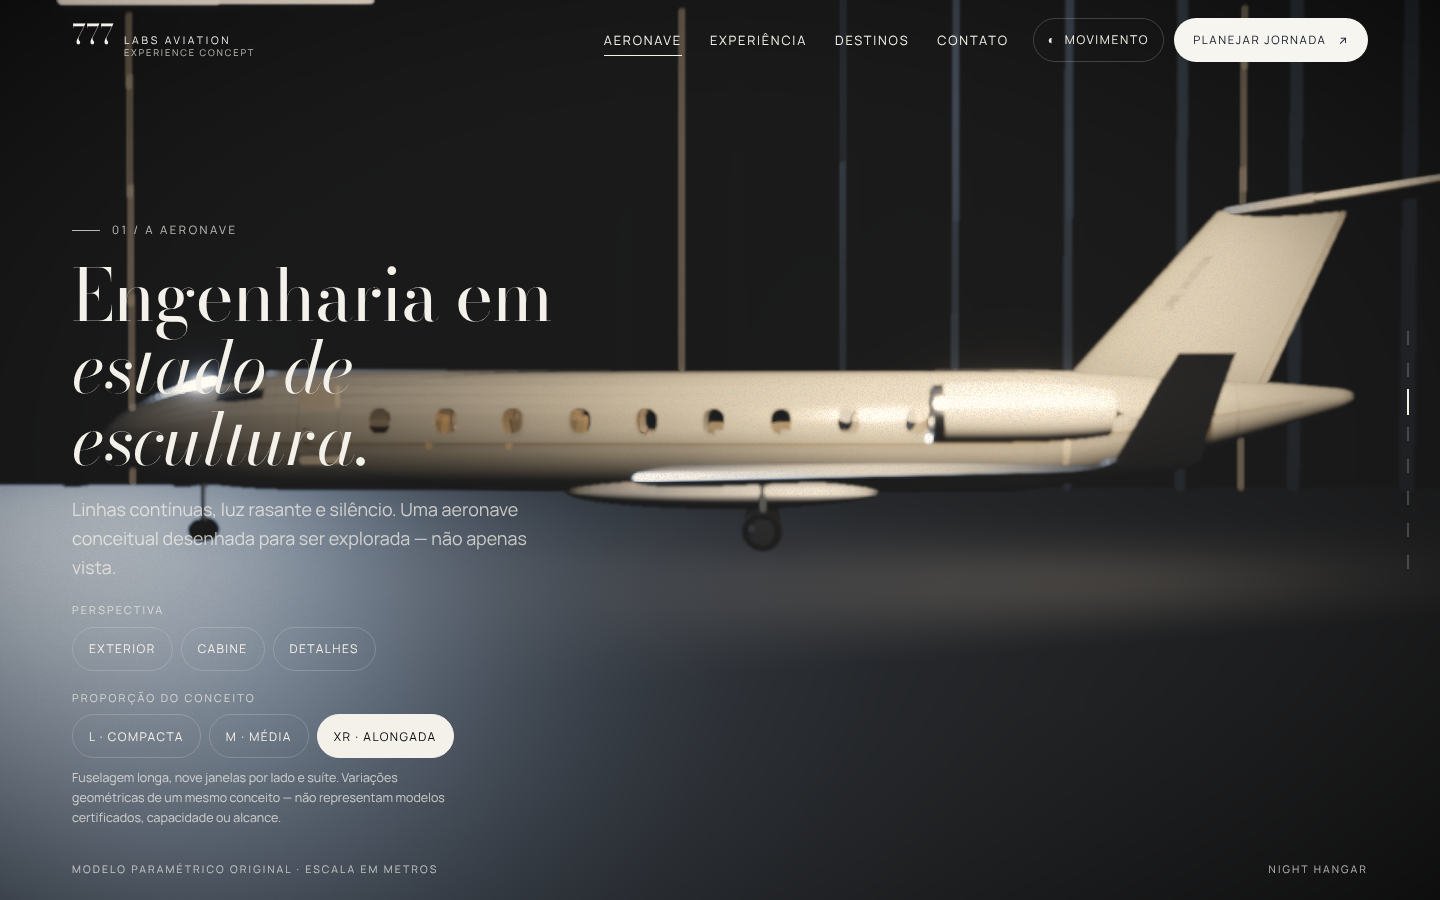 777
LABS AVIATION
EXPERIENCE CONCEPT
AERONAVE
EXPERIÊNCIA
DESTINOS
CONTATO
MOVIMENTO
PLANEJAR JORNADA ↗
01 / A AERONAVE
Engenharia em
estado de
escultura.
Linhas contínuas, luz rasante e silêncio. Uma aeronave
conceitual desenhada para ser explorada — não apenas
vista.
PERSPECTIVA
EXTERIOR
CABINE
DETALHES
PROPORÇÃO DO CONCEITO
L · COMPACTA
M · MÉDIA
XR · ALONGADA
Fuselagem longa, nove janelas por lado e suíte. Variações
geométricas de um mesmo conceito — não representam modelos
certificados, capacidade ou alcance.
MODELO PARAMÉTRICO ORIGINAL · ESCALA EM METROS
NIGHT HANGAR